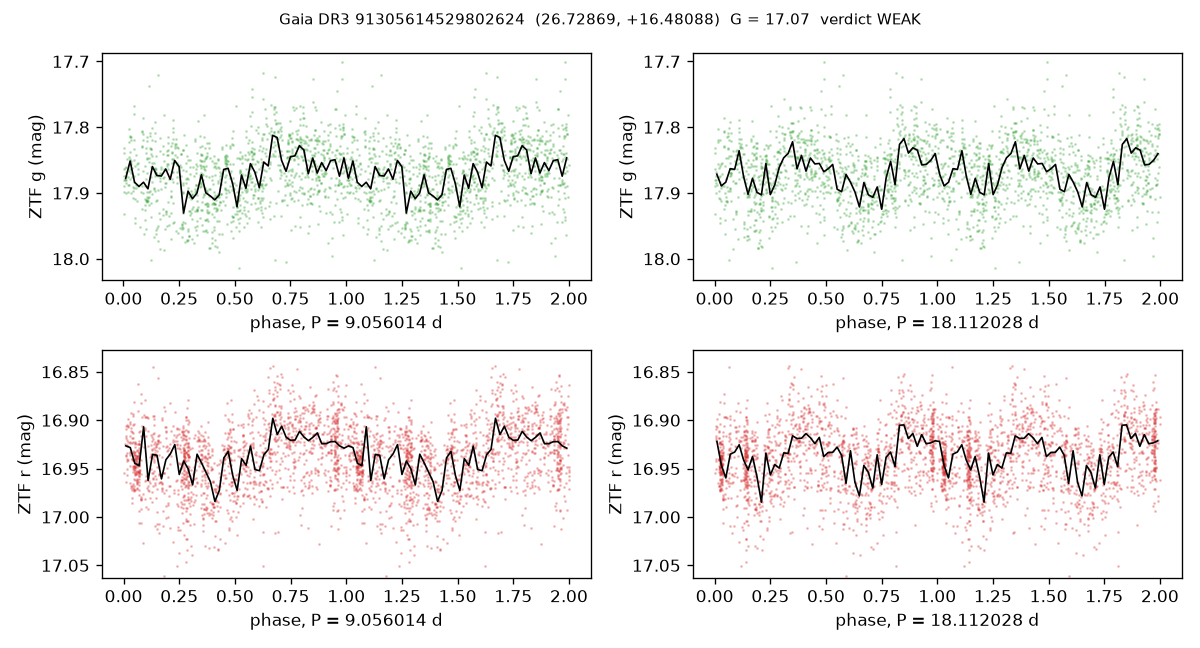 Gaia DR3 91305614529802624  (26.72869, +16.48088)  G = 17.07  verdict WEAK
ZTF g (mag)
17.7
17.8
17.9
18.0
0.00 0.25 0.50 0.75 1.00 1.25 1.50 1.75 2.00
phase, P = 9.056014 d
ZTF g (mag)
17.7
17.8
17.9
18.0
0.00 0.25 0.50 0.75 1.00 1.25 1.50 1.75 2.00
phase, P = 18.112028 d
ZTF r (mag)
16.85
16.90
16.95
17.00
17.05
0.00 0.25 0.50 0.75 1.00 1.25 1.50 1.75 2.00
phase, P = 9.056014 d
ZTF r (mag)
16.85
16.90
16.95
17.00
17.05
0.00 0.25 0.50 0.75 1.00 1.25 1.50 1.75 2.00
phase, P = 18.112028 d